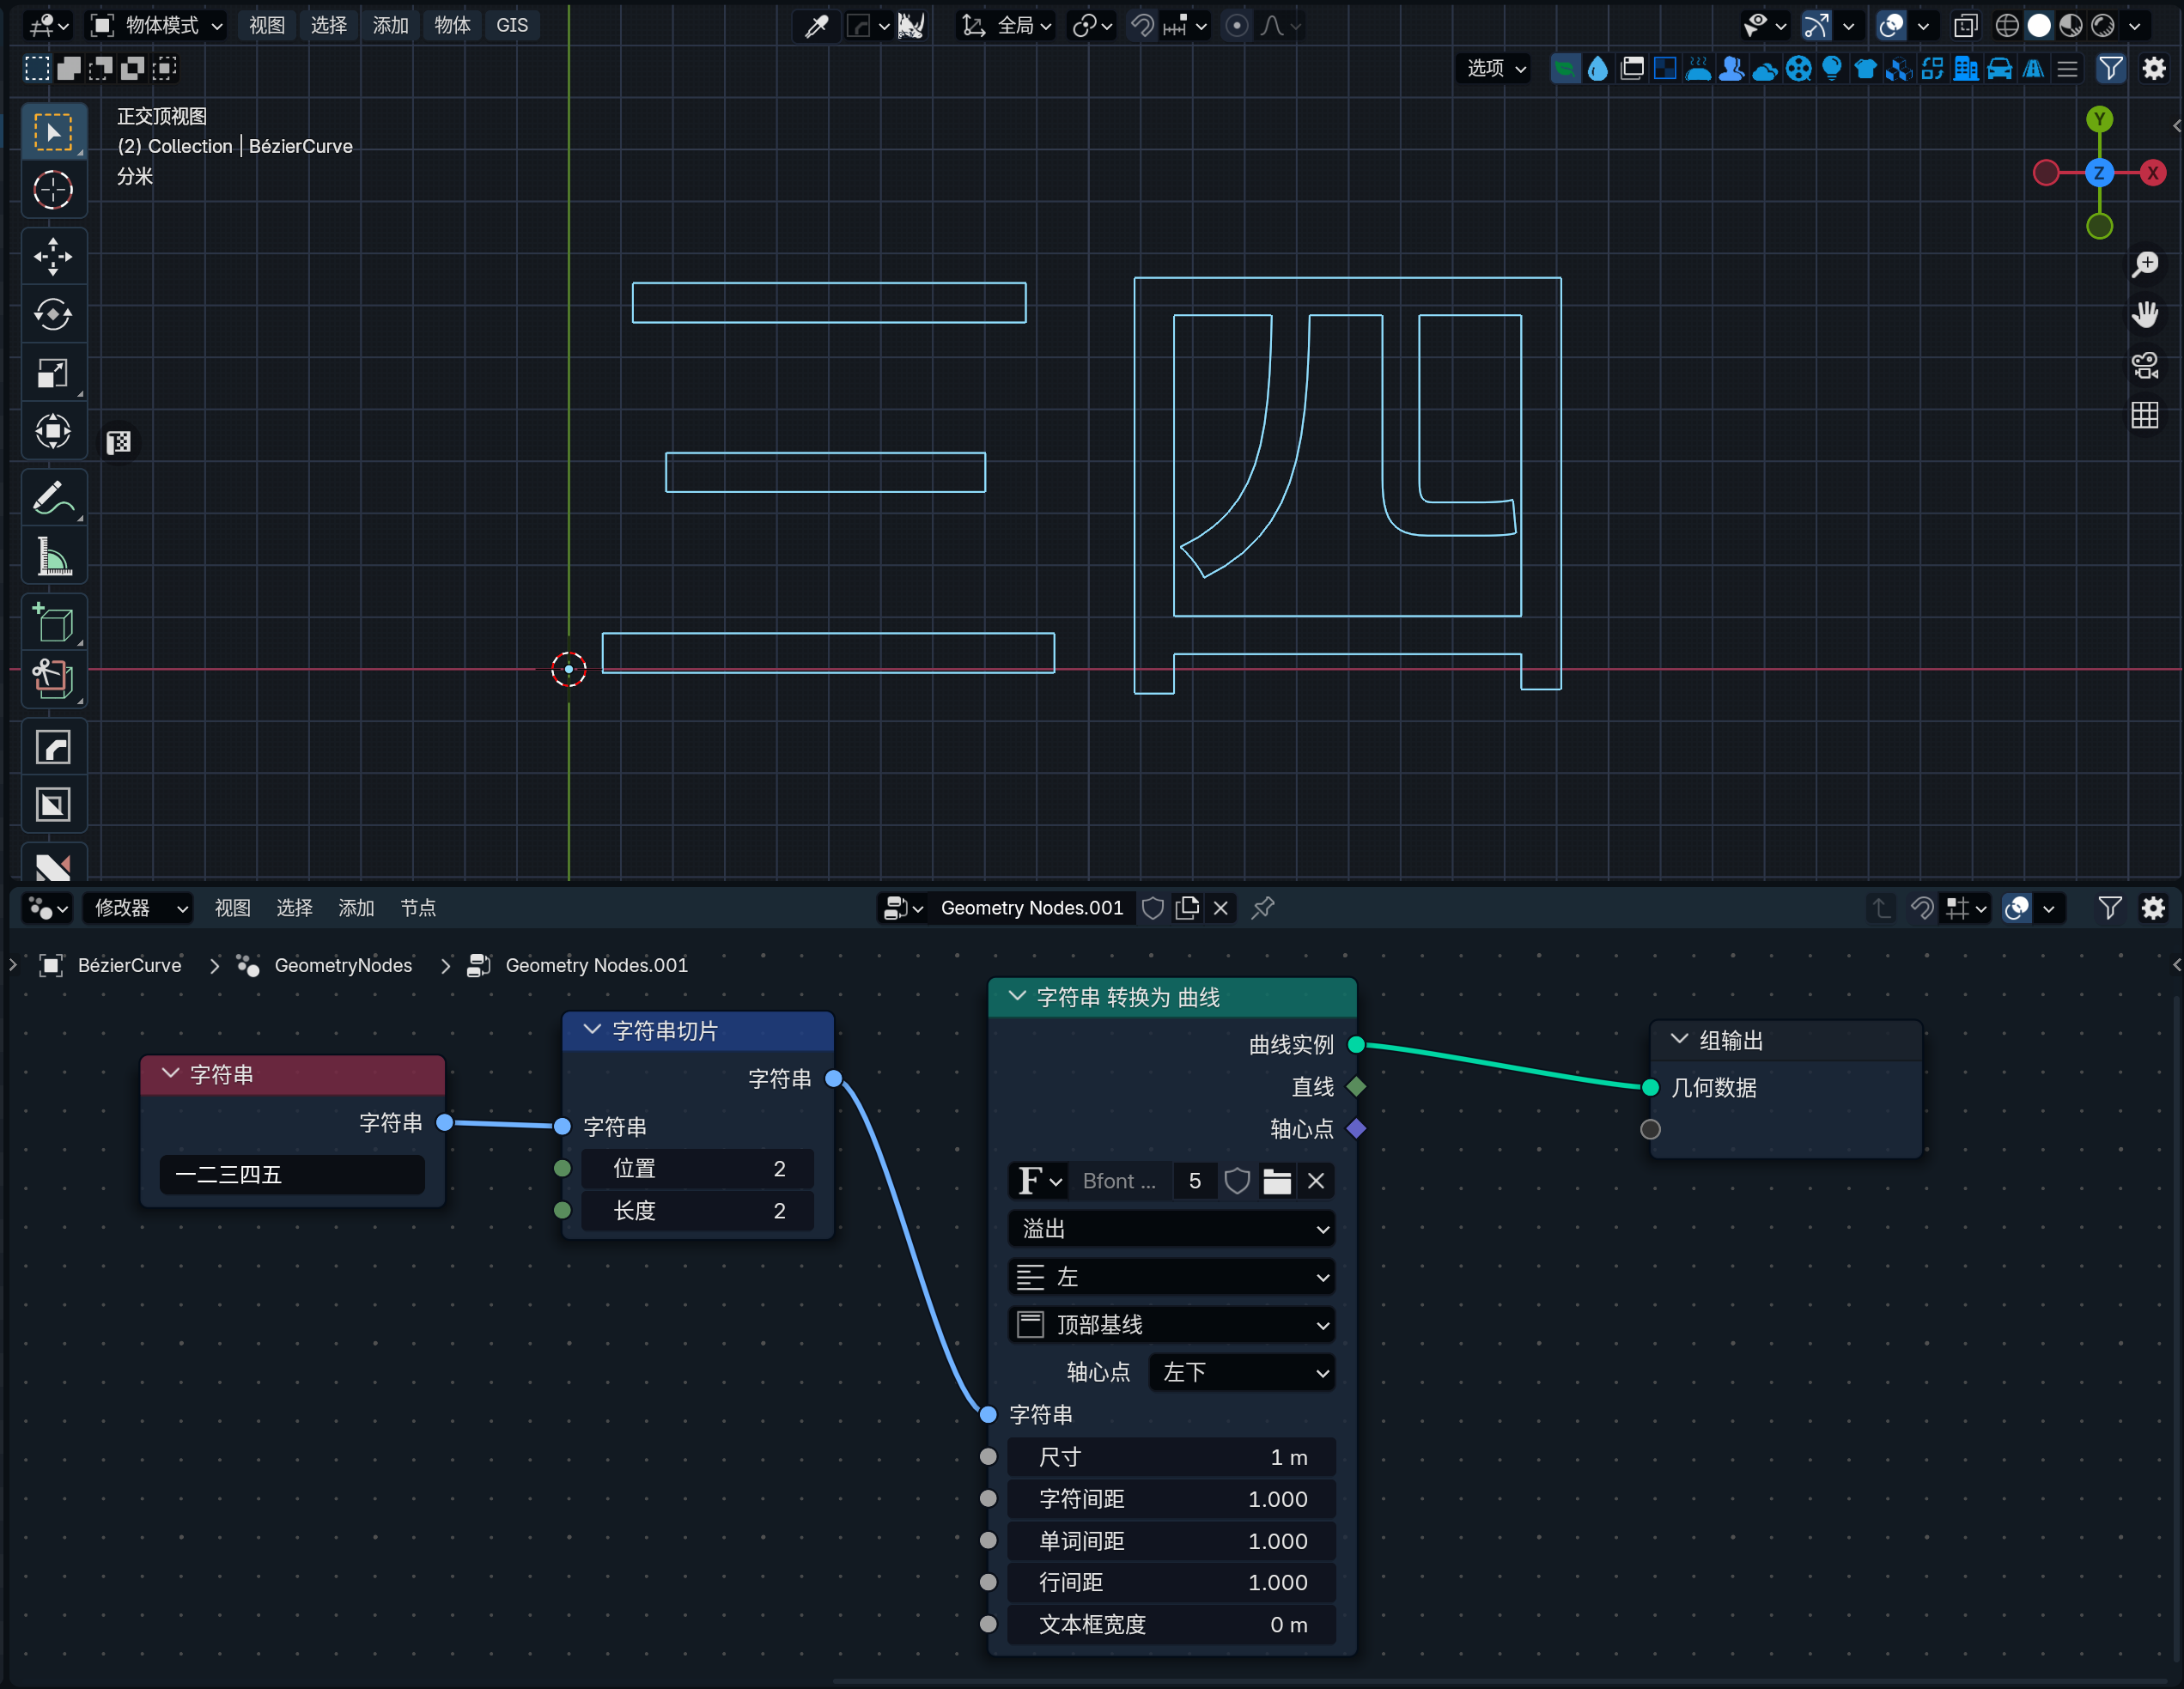 物体模式 视图 选择 添加 物体 GIS 全局
选项
正交顶视图
(2) Collection | BézierCurve
分米
Y
Z X
三四
修改器 视图 选择 添加 节点 Geometry Nodes.001
BézierCurve > GeometryNodes > Geometry Nodes.001
字符串
字符串
一二三四五
字符串切片
字符串
字符串
位置 2
长度 2
字符串 转换为 曲线
曲线实例
直线
轴心点
F Bfont ... 5
溢出
左
顶部基线
轴心点 左下
字符串
尺寸 1 m
字符间距 1.000
单词间距 1.000
行间距 1.000
文本框宽度 0 m
组输出
几何数据